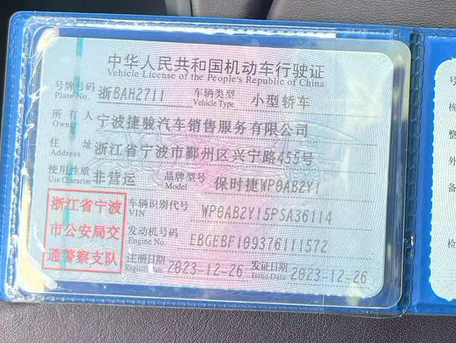 中华人民共和国机动车行驶证
Vehicle License of the People's Republic of China
号牌号码 浙BAH2711 车辆类型 小型轿车
Plate No. Vehicle Type
所有人 宁波捷骏汽车销售服务有限公司
Owner
住址 浙江省宁波市鄞州区兴宁路455号
Address
使用性质 非营运 品牌型号 保时捷WP0AB2Y1
Use Character Model
浙江省宁波
市公安局交
通警察支队
车辆识别代号 WP0AB2Y15PSA36114
VIN
发动机号码 EBGEBF109376111572
Engine No.
注册日期 2023-12-26 发证日期 2023-12-26
Register Date Issue Date
号
核
整
外
备
检